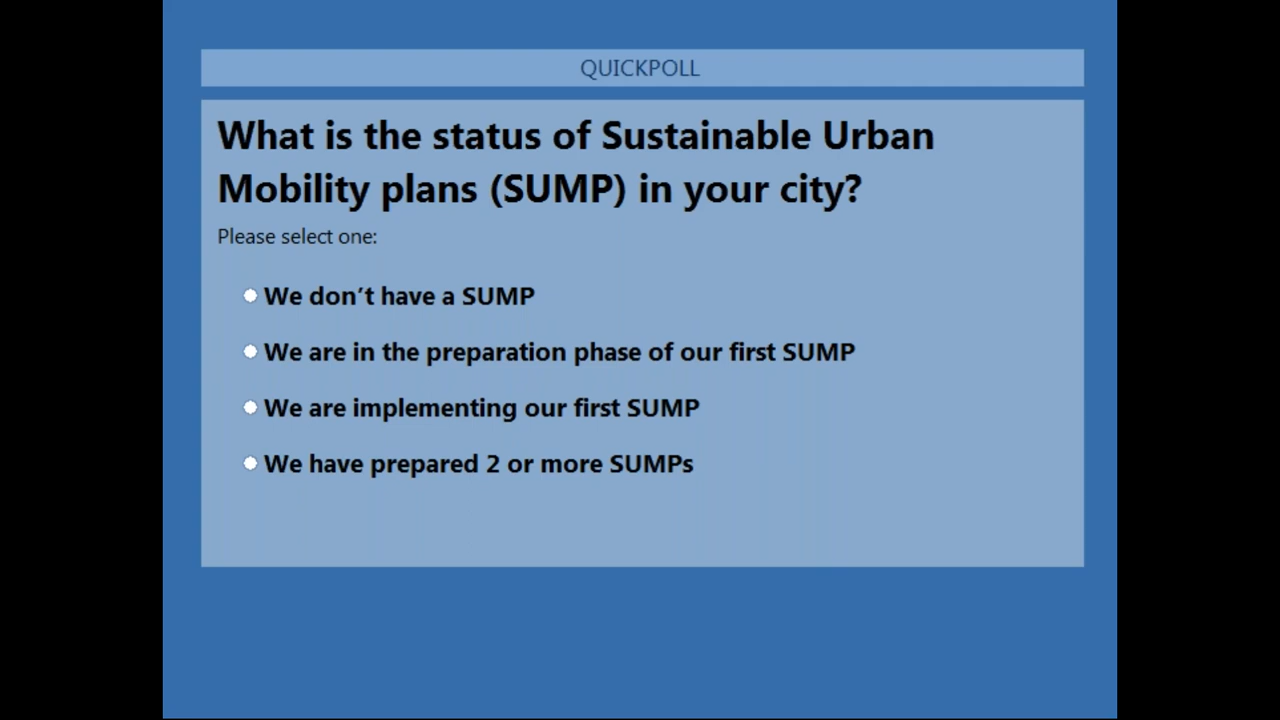 QUICKPOLL
What is the status of Sustainable Urban
Mobility plans (SUMP) in your city?
Please select one:
We don’t have a SUMP
We are in the preparation phase of our first SUMP
We are implementing our first SUMP
We have prepared 2 or more SUMPs